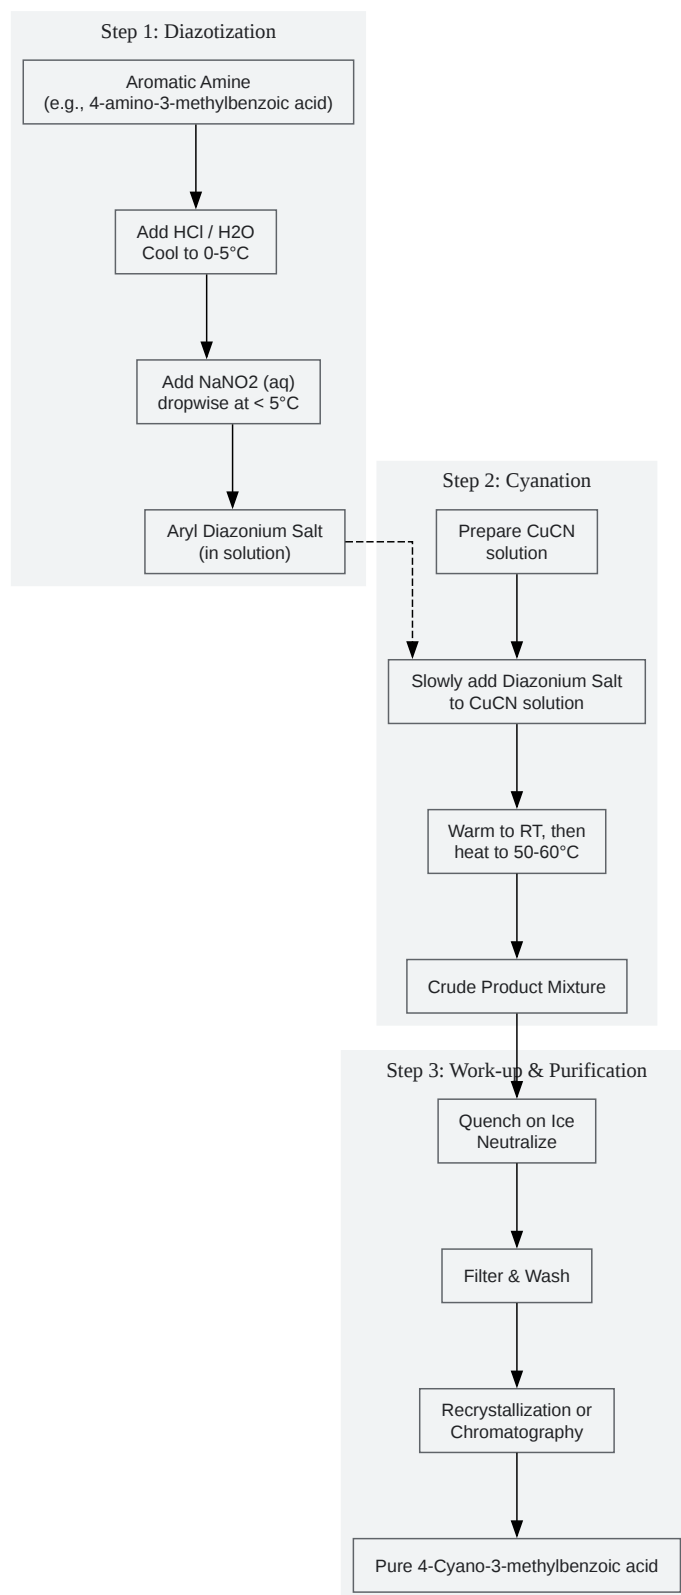 Step 1: Diazotization
Aromatic Amine
(e.g., 4-amino-3-methylbenzoic acid)
Add HCl / H2O
Cool to 0-5°C
Add NaNO2 (aq)
dropwise at < 5°C
Aryl Diazonium Salt
(in solution)
Step 2: Cyanation
Prepare CuCN
solution
Slowly add Diazonium Salt
to CuCN solution
Warm to RT, then
heat to 50-60°C
Crude Product Mixture
Step 3: Work-up & Purification
Quench on Ice
Neutralize
Filter & Wash
Recrystallization or
Chromatography
Pure 4-Cyano-3-methylbenzoic acid